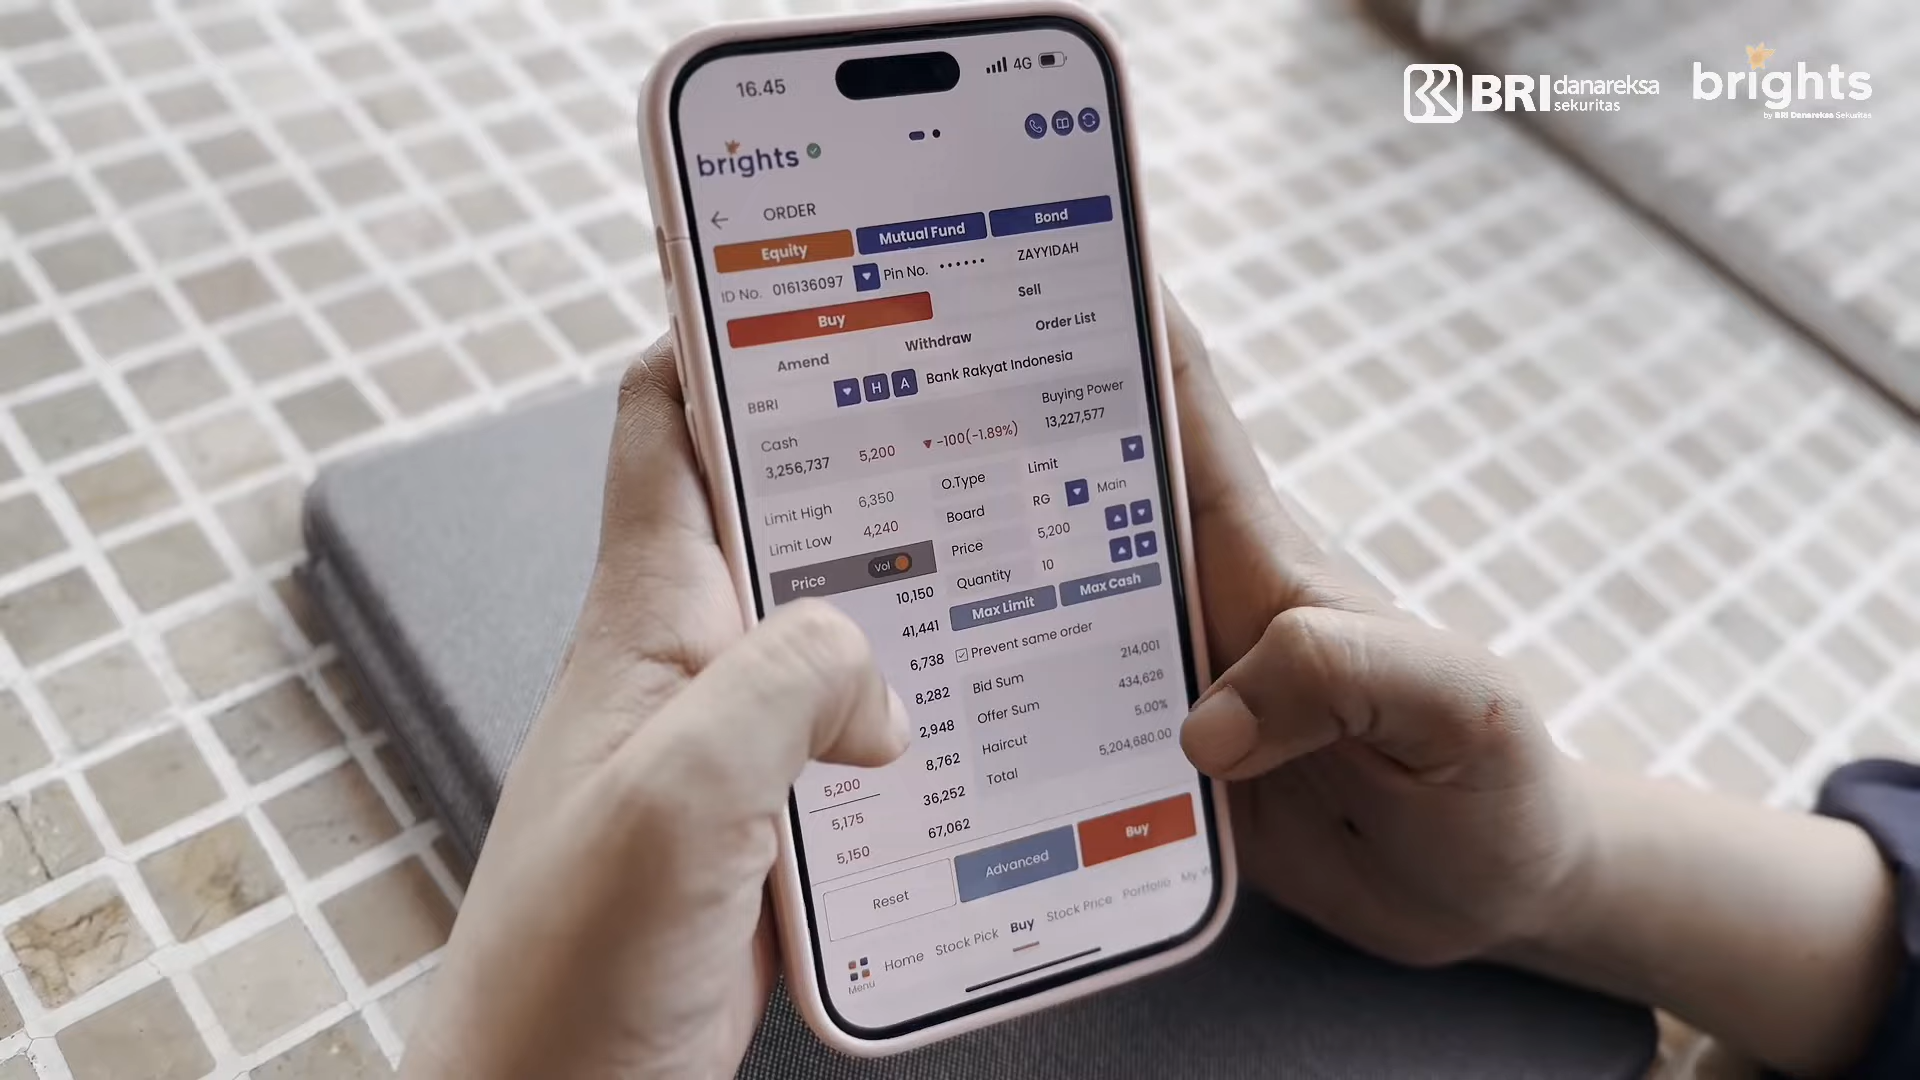 BRI danareksa sekuritas
brights
by BRI Danareksa Sekuritas
16.45
4G
brights
ORDER
Equity Mutual Fund Bond
ID No. 016136097 Pin No. •••••• ZAYYIDAH
Buy Sell
Amend Withdraw Order List
BBRI H A Bank Rakyat Indonesia
Cash Buying Power
3,256,737 5,200 ▼-100(-1.89%) 13,227,577
Limit High 6,350 O.Type Limit
Limit Low 4,240 Board RG Main
Price Vol Price 5,200
10,150 Quantity 10
41,441 Max Limit Max Cash
6,738 Prevent same order
8,282 Bid Sum 214,001
2,948 Offer Sum 434,626
8,762 Haircut 5.00%
5,200 36,252 Total 5,204,680.00
5,175 67,062
5,150
Reset Advanced Buy
Menu Home Stock Pick Buy Stock Price Portfolio My